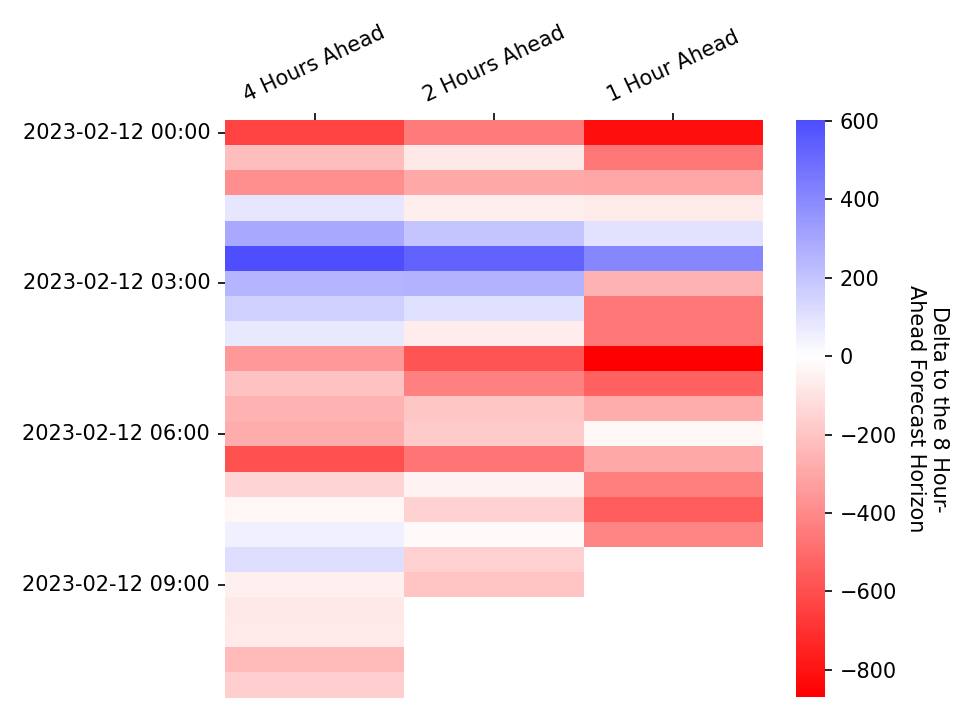 4 Hours Ahead
2 Hours Ahead
1 Hour Ahead
2023-02-12 00:00
2023-02-12 03:00
2023-02-12 06:00
2023-02-12 09:00
600
400
200
0
−200
−400
−600
−800
Delta to the 8 Hour-
Ahead Forecast Horizon